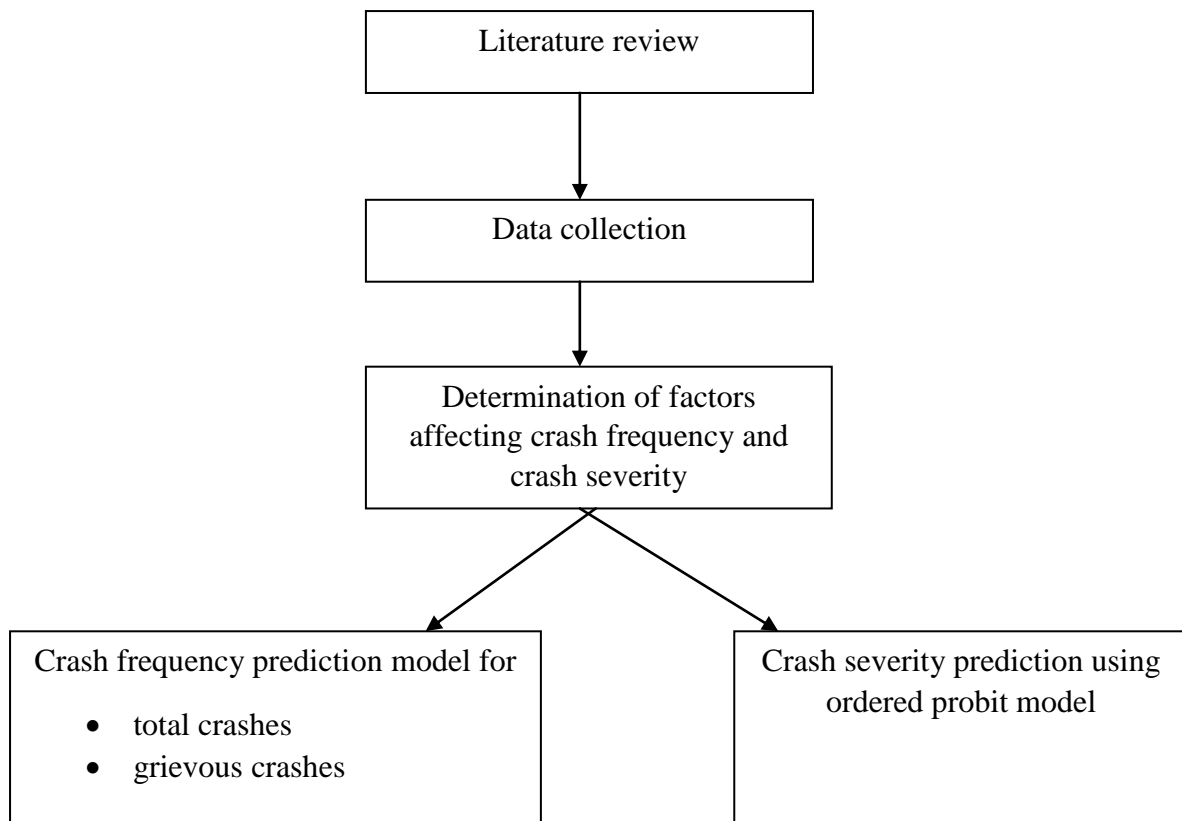 Literature review
Data collection
Determination of factors
affecting crash frequency and
crash severity
Crash frequency prediction model for
• total crashes
• grievous crashes
Crash severity prediction using
ordered probit model